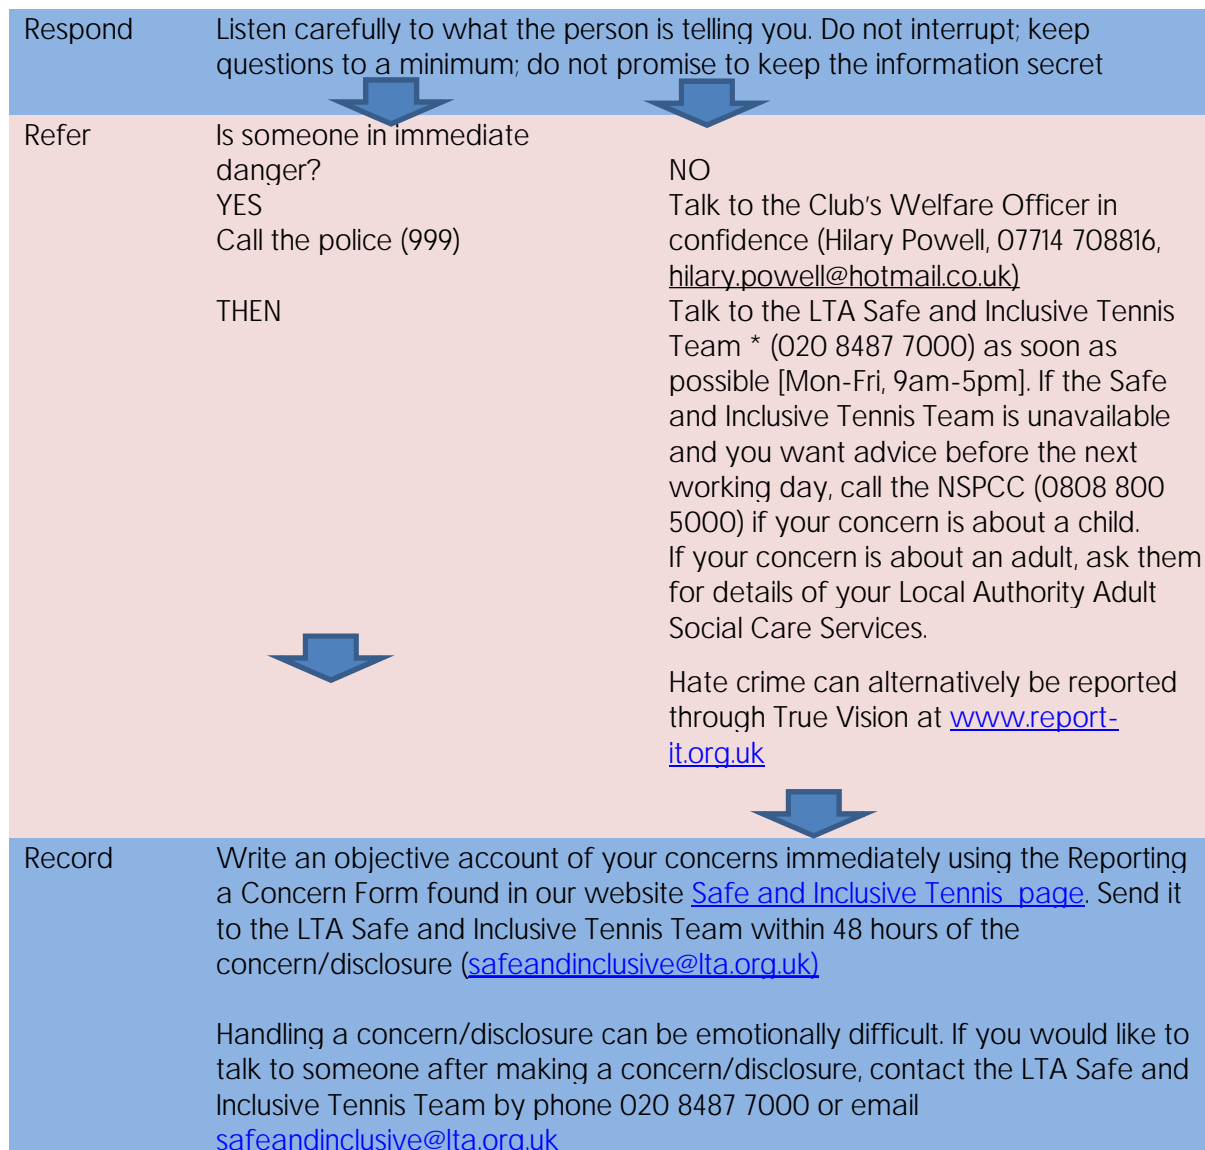 Respond
Listen carefully to what the person is telling you. Do not interrupt; keep
questions to a minimum; do not promise to keep the information secret
Refer
Is someone in immediate
danger?
YES
Call the police (999)
THEN
NO
Talk to the Club's Welfare Officer in
confidence (Hilary Powell, 07714 708816,
hilary.powell@hotmail.co.uk)
Talk to the LTA Safe and Inclusive Tennis
Team * (020 8487 7000) as soon as
possible [Mon-Fri, 9am-5pm]. If the Safe
and Inclusive Tennis Team is unavailable
and you want advice before the next
working day, call the NSPCC (0808 800
5000) if your concern is about a child.
If your concern is about an adult, ask them
for details of your Local Authority Adult
Social Care Services.
Hate crime can alternatively be reported
through True Vision at www.report-
it.org.uk
Record
Write an objective account of your concerns immediately using the Reporting
a Concern Form found in our website Safe and Inclusive Tennis page. Send it
to the LTA Safe and Inclusive Tennis Team within 48 hours of the
concern/disclosure (safeandinclusive@lta.org.uk)
Handling a concern/disclosure can be emotionally difficult. If you would like to
talk to someone after making a concern/disclosure, contact the LTA Safe and
Inclusive Tennis Team by phone 020 8487 7000 or email
safeandinclusive@lta.org.uk